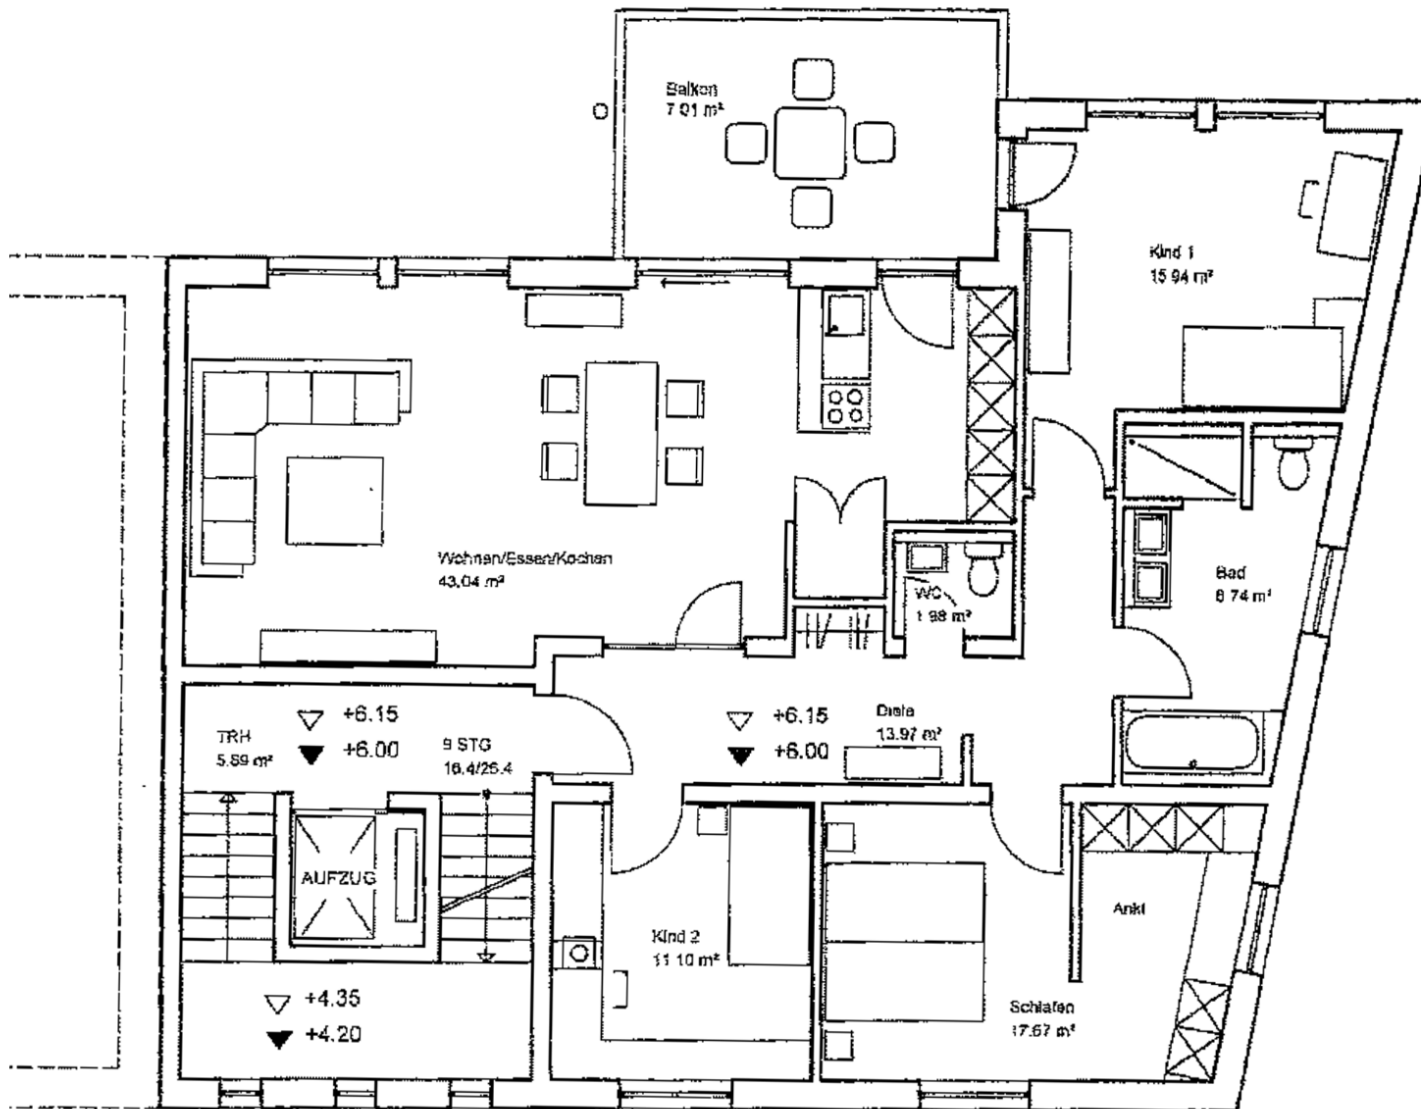 Balkon
7.01 m²
Kind 1
15.94 m²
Wohnen/Essen/Kochen
43.04 m²
WC
1.98 m²
Bad
8.74 m²
TRH
5.89 m²
+6.15
+6.00
9 STG
16.4/26.4
+6.15
+6.00
Diele
13.97 m²
AUFZUG
Kind 2
11.10 m²
Ankl
Schlafen
17.67 m²
+4.35
+4.20